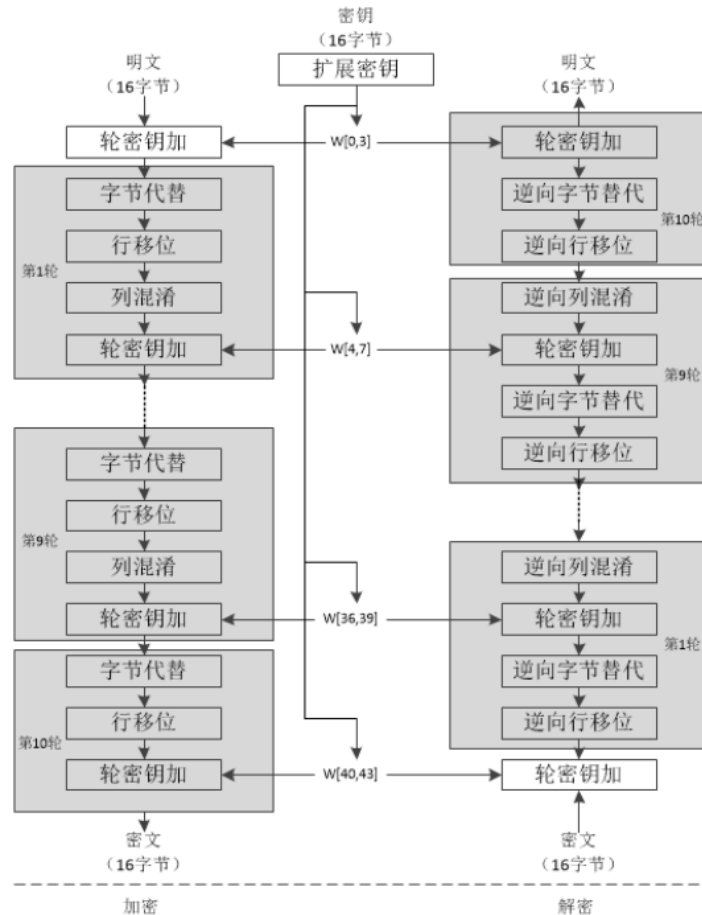 密钥
（16字节）
扩展密钥
明文
（16字节）
轮密钥加
第1轮
字节代替
行移位
列混淆
轮密钥加
第9轮
字节代替
行移位
列混淆
轮密钥加
第10轮
字节代替
行移位
轮密钥加
密文
（16字节）
加密
W[0,3]
W[4,7]
W[36,39]
W[40,43]
明文
（16字节）
轮密钥加
逆向字节替代
第10轮
逆向行移位
逆向列混淆
轮密钥加
第9轮
逆向字节替代
逆向行移位
逆向列混淆
轮密钥加
第1轮
逆向字节替代
逆向行移位
轮密钥加
密文
（16字节）
解密